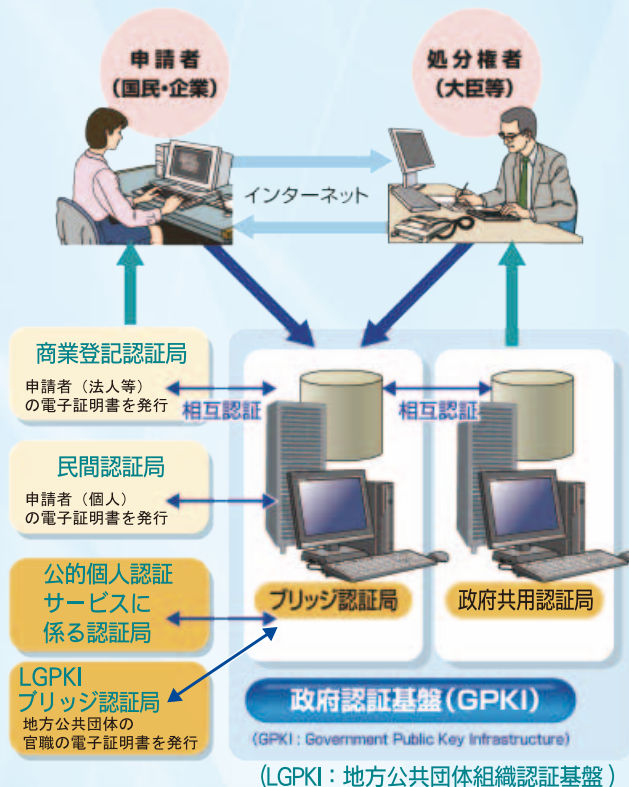 申請者
(国民・企業)
処分権者
(大臣等)
インターネット
商業登記認証局
申請者（法人等）
の電子証明書を発行
相互認証
相互認証
民間認証局
申請者（個人）
の電子証明書を発行
公的個人認証
サービスに
係る認証局
LGPKI
ブリッジ認証局
地方公共団体の
官職の電子証明書を発行
ブリッジ認証局
政府共用認証局
政府認証基盤(GPKI)
(GPKI : Government Public Key Infrastructure)
(LGPKI：地方公共団体組織認証基盤)